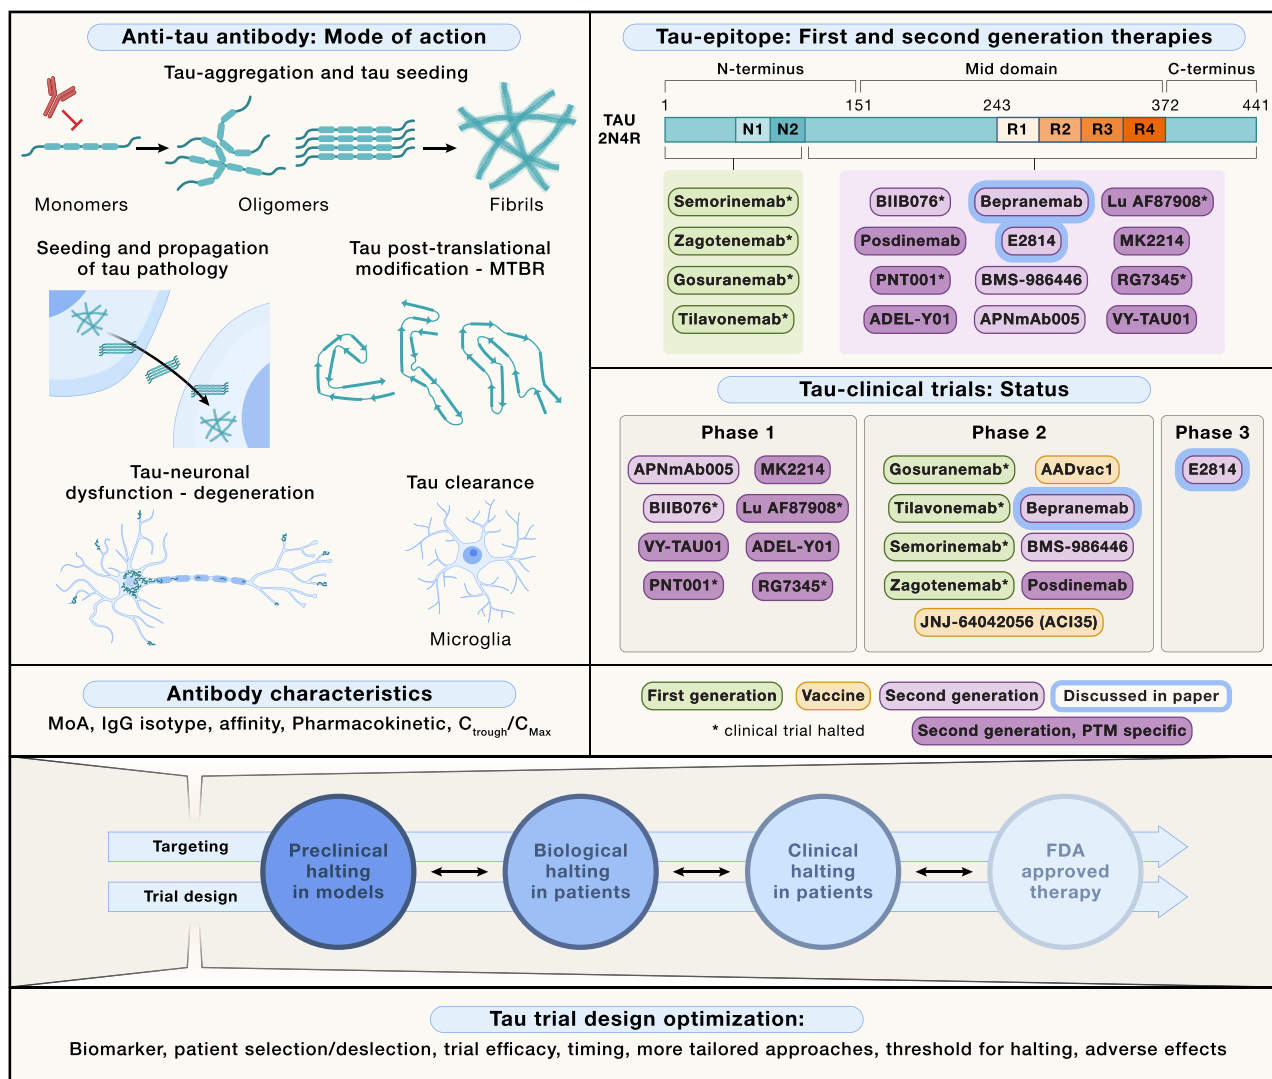 Anti-tau antibody: Mode of action
Tau-aggregation and tau seeding
Monomers
Oligomers
Fibrils
Seeding and propagation
of tau pathology
Tau post-translational
modification - MTBR
Tau-neuronal
dysfunction - degeneration
Tau clearance
Microglia
Tau-epitope: First and second generation therapies
N-terminus
Mid domain
C-terminus
1
151
243
372
441
TAU
2N4R
N1
N2
R1
R2
R3
R4
Semorinemab*
Zagotenemab*
Gosuranemab*
Tilavonemab*
BIIB076*
Bepranemab
Lu AF87908*
Posdinemab
E2814
MK2214
PNT001*
BMS-986446
RG7345*
ADEL-Y01
APNmAb005
VY-TAU01
Tau-clinical trials: Status
Phase 1
APNmAb005
MK2214
BIIB076*
Lu AF87908*
VY-TAU01
ADEL-Y01
PNT001*
RG7345*
Phase 2
Gosuranemab*
AADvac1
Tilavonemab*
Bepranemab
Semorinemab*
BMS-986446
Zagotenemab*
Posdinemab
JNJ-64042056 (ACI35)
Phase 3
E2814
Antibody characteristics
MoA, IgG isotype, affinity, Pharmacokinetic, Ctrough/CMax
First generation
Vaccine
Second generation
Discussed in paper
* clinical trial halted
Second generation, PTM specific
Targeting
Trial design
Preclinical
halting
in models
Biological
halting
in patients
Clinical
halting
in patients
FDA
approved
therapy
Tau trial design optimization:
Biomarker, patient selection/deslection, trial efficacy, timing, more tailored approaches, threshold for halting, adverse effects